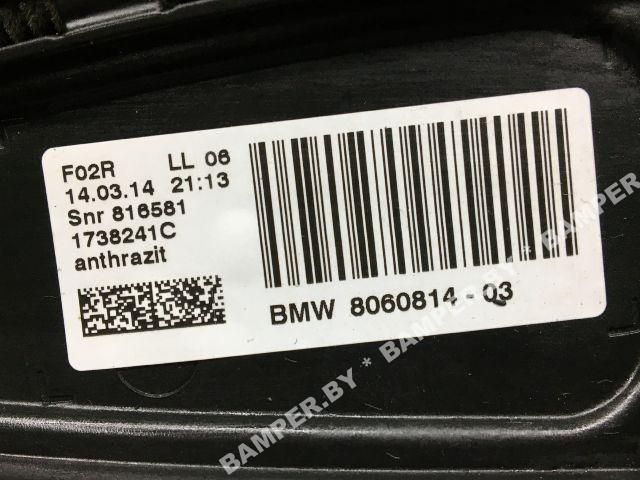 F02R LL 06
14.03.14 21:13
Snr 816581
1738241C
anthrazit
BMW 8060814-03
BAMPER.BY * BAMPER.BY * BAMPER